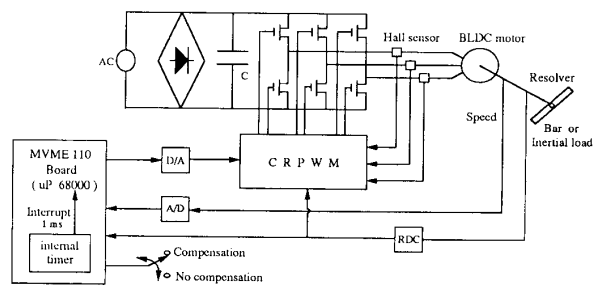 Hall sensor
BLDC motor
AC
C
Resolver
Speed
Bar or
Inertial load
MVME 110
Board
( uP 68000 )
D/A
C R P W M
Interrupt
1 ms
A/D
internal
timer
RDC
Compensation
No compensation